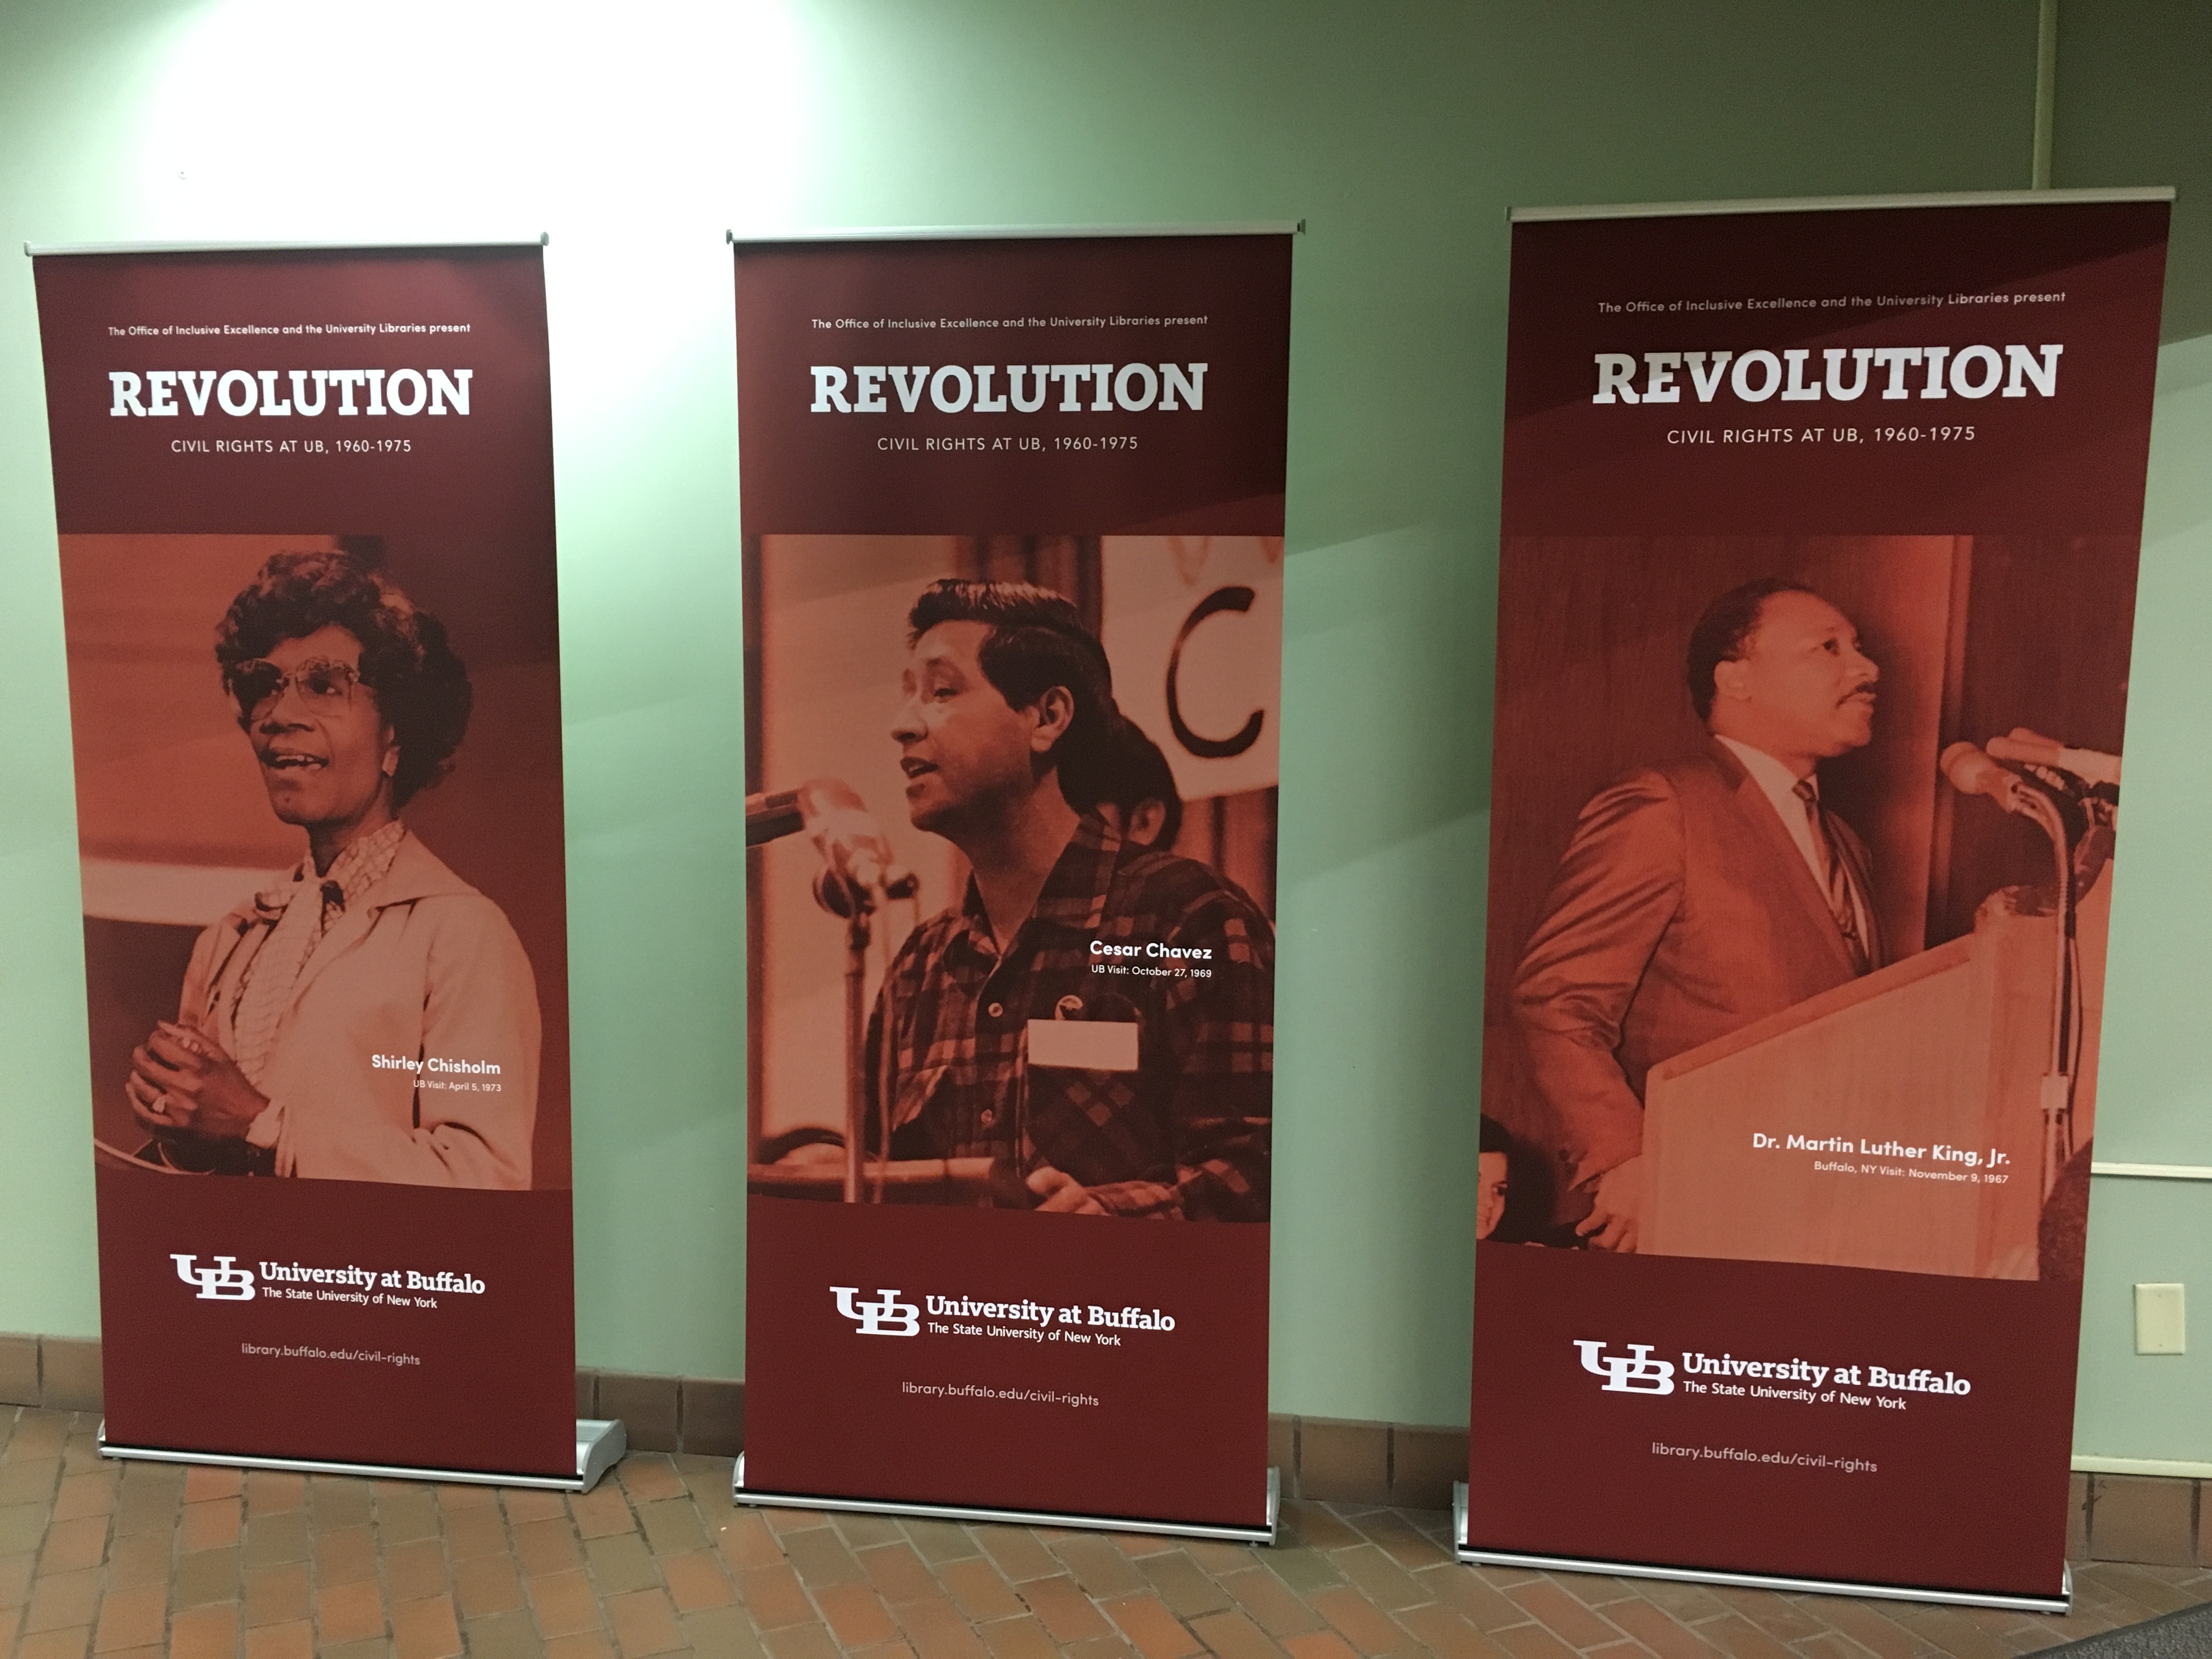 The Office of Inclusive Excellence and the University Libraries present
REVOLUTION
CIVIL RIGHTS AT UB, 1960-1975
Shirley Chisholm
UB Visit: April 5, 1973
UB University at Buffalo
The State University of New York
library.buffalo.edu/civil-rights
The Office of Inclusive Excellence and the University Libraries present
REVOLUTION
CIVIL RIGHTS AT UB, 1960-1975
C
Cesar Chavez
UB Visit: October 27, 1969
UB University at Buffalo
The State University of New York
library.buffalo.edu/civil-rights
The Office of Inclusive Excellence and the University Libraries present
REVOLUTION
CIVIL RIGHTS AT UB, 1960-1975
Dr. Martin Luther King, Jr.
Buffalo, NY Visit: November 9, 1967
UB University at Buffalo
The State University of New York
library.buffalo.edu/civil-rights